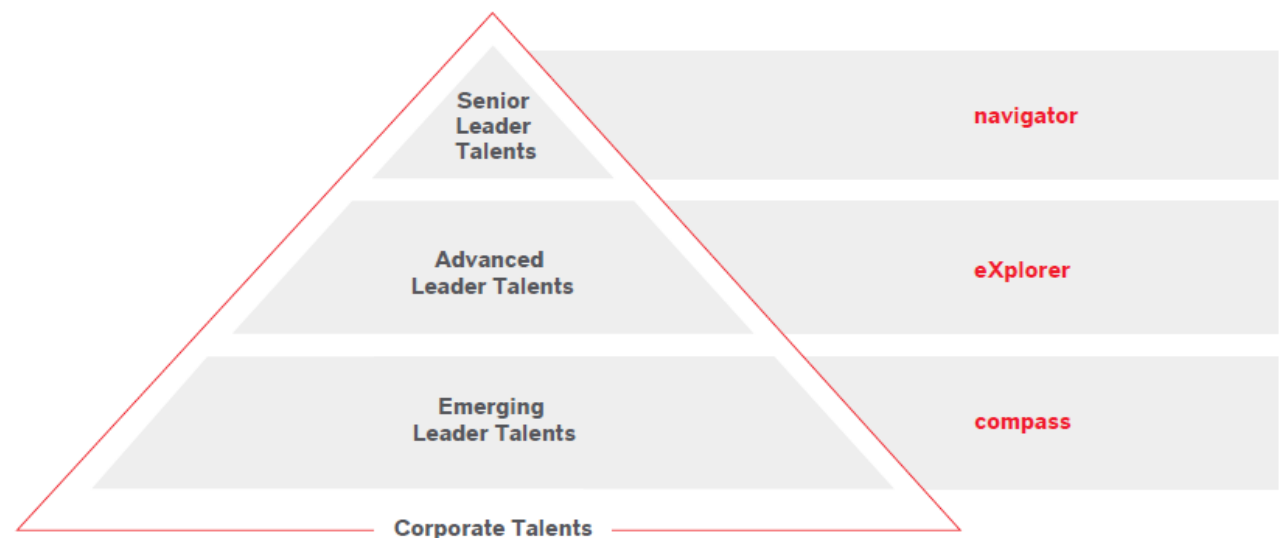 Senior
Leader
Talents
navigator
Advanced
Leader Talents
eXplorer
Emerging
Leader Talents
compass
Corporate Talents